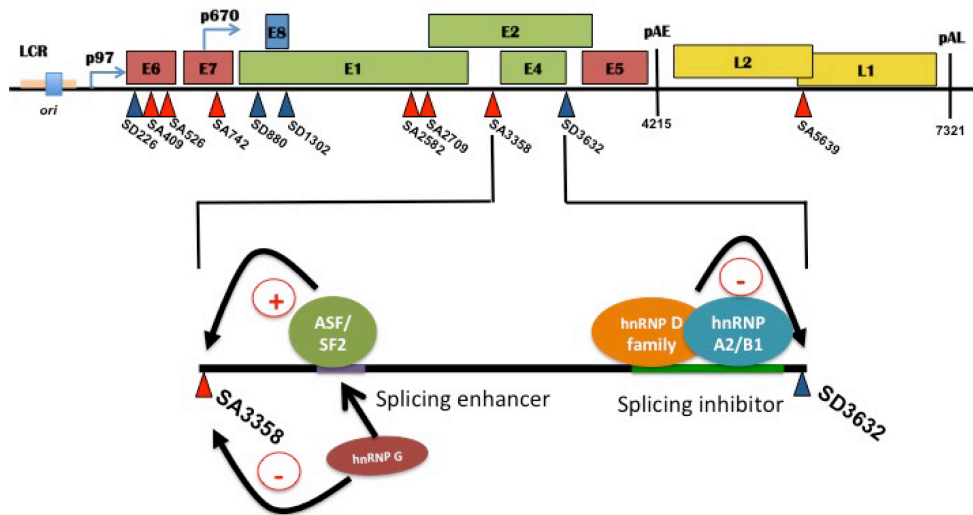 p670
E8
E2
pAE
pAL
LCR
p97
E6
E7
E1
E4
E5
L2
L1
ori
SD226
SA409
SA526
SA742
SD880
SD1302
SA2582
SA2709
SA3358
SD3632
4215
SA5639
7321
+
-
ASF/
SF2
hnRNP D
family
hnRNP
A2/B1
SA3358
Splicing enhancer
Splicing inhibitor
SD3632
-
hnRNP G